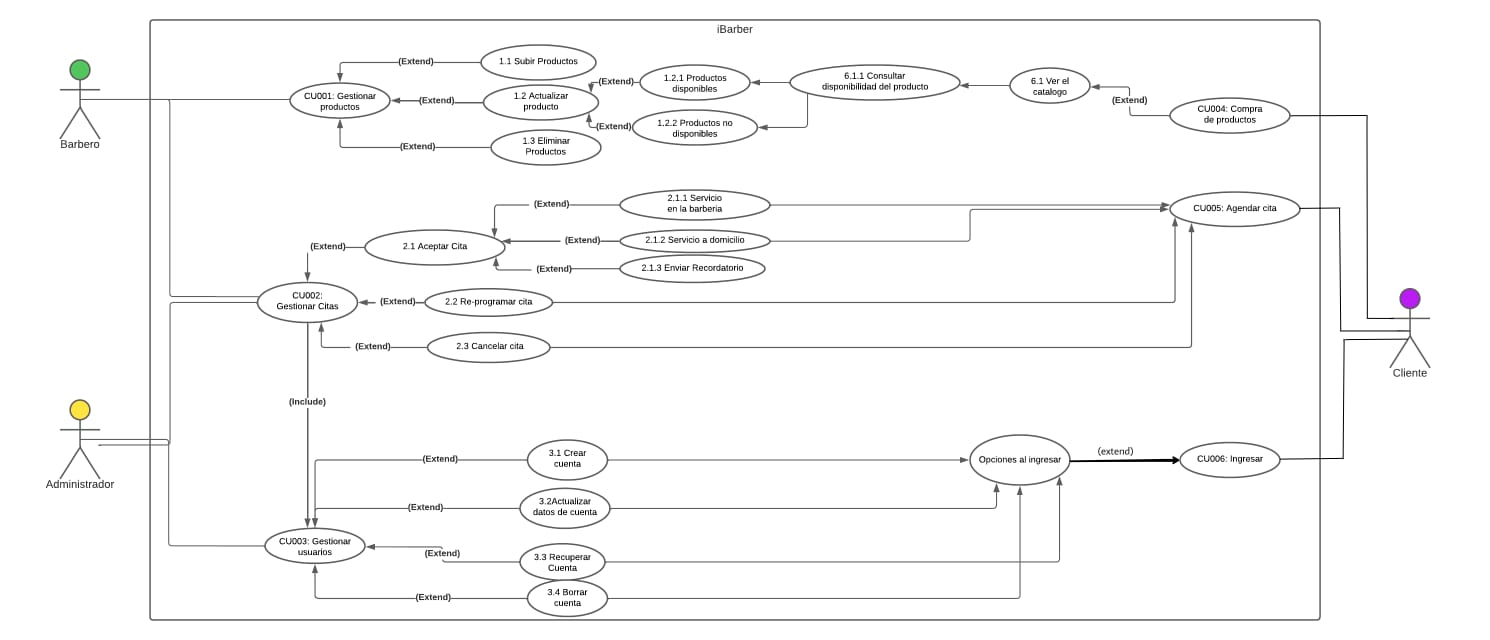 iBarber
Barbero
CU001: Gestionar
productos
(Extend)
1.1 Subir Productos
(Extend)
1.2 Actualizar
producto
(Extend)
1.3 Eliminar
Productos
(Extend)
1.2.1 Productos
disponibles
(Extend)
1.2.2 Productos no
disponibles
6.1.1 Consultar
disponibilidad del producto
6.1 Ver el
catalogo
(Extend)
CU004: Compra
de productos
(Extend)
2.1 Aceptar Cita
(Extend)
2.1.1 Servicio
en la barberia
(Extend)
2.1.2 Servicio a domicilio
(Extend)
2.1.3 Enviar Recordatorio
CU005: Agendar cita
CU002:
Gestionar Citas
(Extend)
2.2 Re-programar cita
(Extend)
2.3 Cancelar cita
Cliente
(Include)
Administrador
(Extend)
3.1 Crear
cuenta
Opciones al ingresar
(extend)
CU006: Ingresar
(Extend)
3.2Actualizar
datos de cuenta
CU003: Gestionar
usuarios
(Extend)
3.3 Recuperar
Cuenta
(Extend)
3.4 Borrar
cuenta